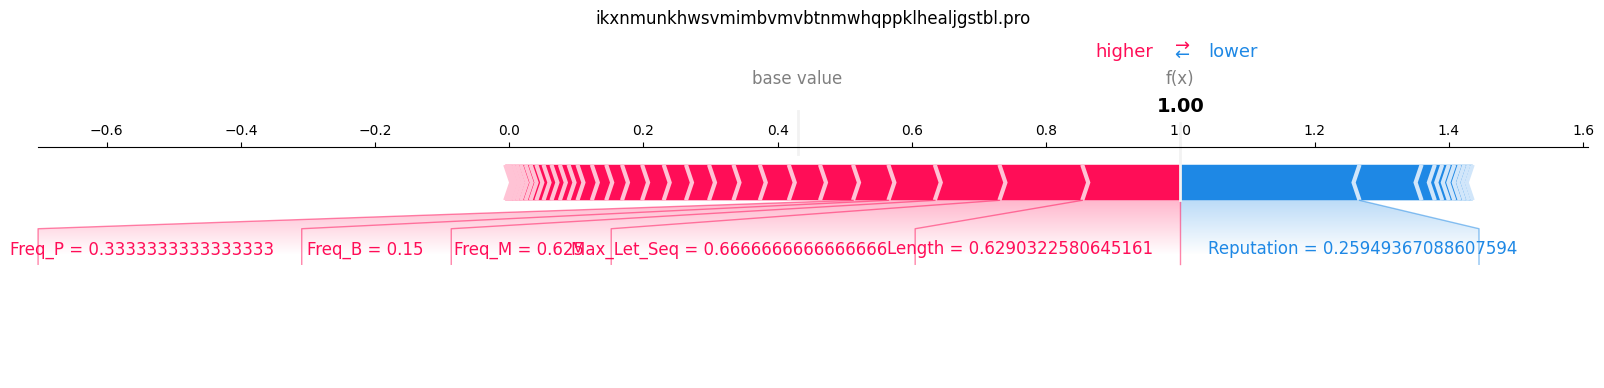 ikxnmunkhwsvmimbvmvbtnmwhqppklhealjgstbl.pro
higher → ← lower
base value f(x)
1.00
−0.6 −0.4 −0.2 0.0 0.2 0.4 0.6 0.8 1.0 1.2 1.4 1.6
Freq_P = 0.3333333333333333 Freq_B = 0.15 Freq_M = 0.625 Max_Let_Seq = 0.6666666666666666 Length = 0.6290322580645161 Reputation = 0.25949367088607594